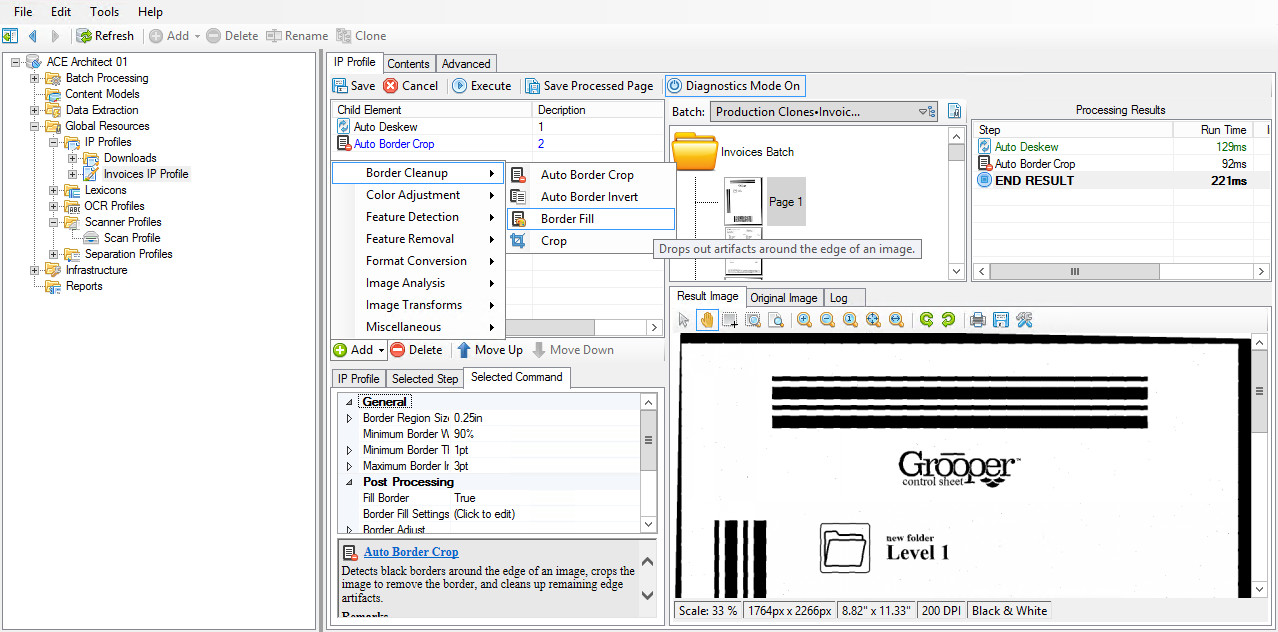 File Edit Tools Help
Refresh Add Delete Rename Clone
ACE Architect 01
Batch Processing
Content Models
Data Extraction
Global Resources
IP Profiles
Downloads
Invoices IP Profile
Lexicons
OCR Profiles
Scanner Profiles
Scan Profile
Separation Profiles
Infrastructure
Reports
IP Profile Contents Advanced
Save Cancel Execute Save Processed Page Diagnostics Mode On
Child Element Decription
Auto Deskew 1
Auto Border Crop 2
Border Cleanup
Color Adjustment
Feature Detection
Feature Removal
Format Conversion
Image Analysis
Image Transforms
Miscellaneous
Auto Border Crop
Auto Border Invert
Border Fill
Crop
Drops out artifacts around the edge of an image.
Add Delete Move Up Move Down
IP Profile Selected Step Selected Command
General
Border Region Siz 0.25in
Minimum Border W 90%
Minimum Border Tl 1pt
Maximum Border Ir 3pt
Post Processing
Fill Border True
Border Fill Settings (Click to edit)
Border Adjust
Auto Border Crop
Detects black borders around the edge of an image, crops the
image to remove the border, and cleans up remaining edge
artifacts.
Remarks
Batch: Production Clones•Invoic...
Invoices Batch
Page 1
Processing Results
Step Run Time
Auto Deskew 129ms
Auto Border Crop 92ms
END RESULT 221ms
Result Image Original Image Log
Grooper™
control sheet
new folder
Level 1
Scale: 33 % 1764px x 2266px 8.82" x 11.33" 200 DPI Black & White